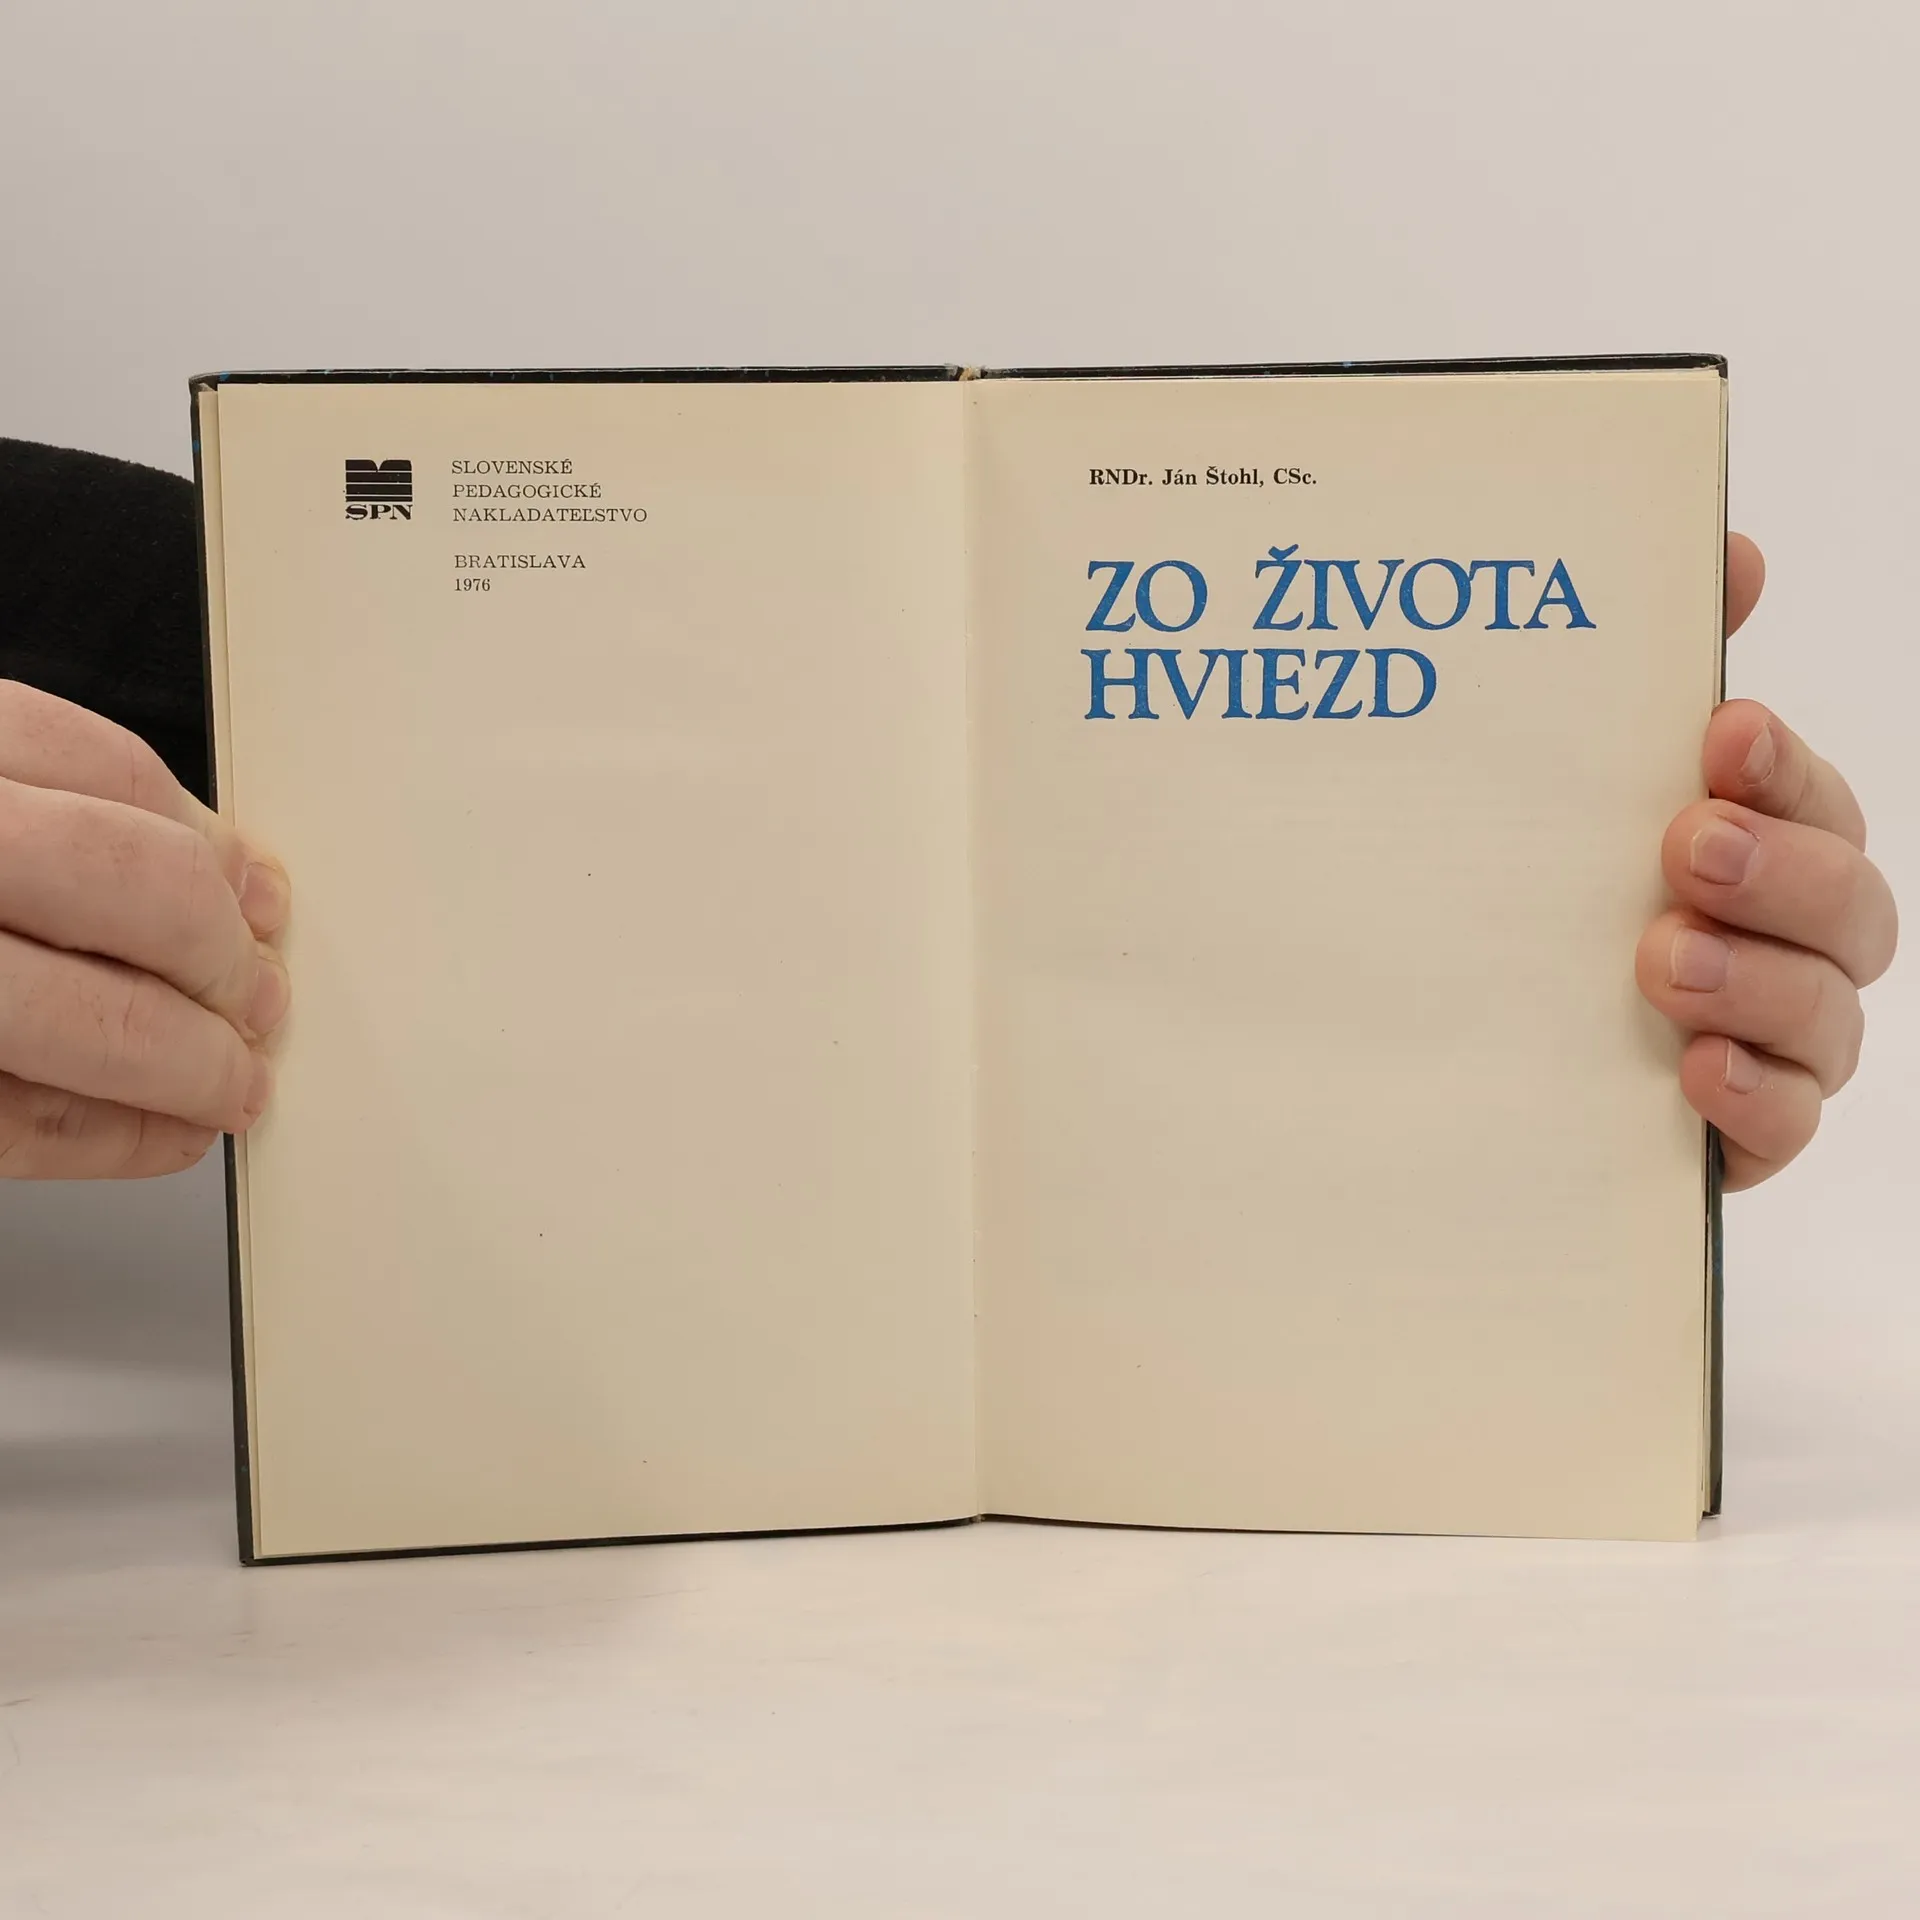 SPN
SLOVENSKÉ
PEDAGOGICKÉ
NAKLADATEĽSTVO
BRATISLAVA
1976
RNDr. Ján Štohl, CSc.
ZO ŽIVOTA
HVIEZD